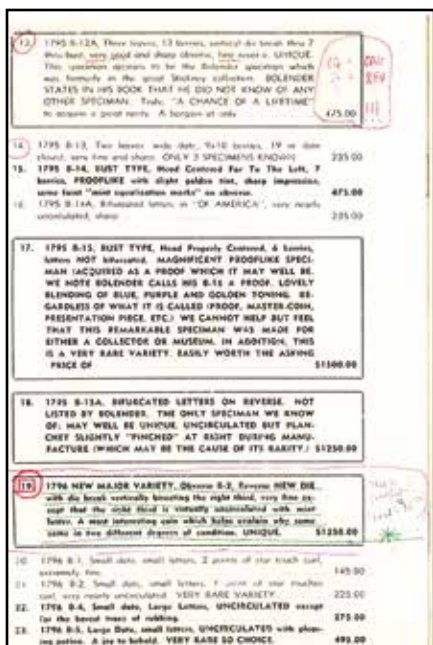 13. 1795 B-12A, Three leaves, 13 berries, vertical die break thru 7
thru bust, very good and sharp obverse, fine reverse. UNIQUE.
This specimen appears to be the Bolender specimen which
was formerly in the great Stickney collection. BOLENDER
STATES IN HIS BOOK THAT HE DID NOT KNOW OF ANY
OTHER SPECIMAN. Truly, "A CHANCE OF A LIFETIME"
to acquire a great rarity. A bargain at only
475.00
14. 1795 B-13, Two leaves wide date, 9x10 berries, 19 in date
closest, very fine and sharp. ONLY 3 SPECIMENS KNOWN 235.00
15. 1795 B-14, BUST TYPE, Head Centered Far To The Left, 7
berries, PROOFLIKE with slight golden tint, sharp impression,
some faint "mint equalization marks" on obverse. 475.00
16. 1795 B-14A, Bifurcated letters in "OF AMERICA", very nearly
uncirculated, sharp 235.00
17. 1795 B-15, BUST TYPE, Head Properly Centered, 6 berries,
letters NOT bifurcated. MAGNIFICENT PROOFLIKE SPECI-
MAN (ACQUIRED AS A PROOF WHICH IT MAY WELL BE.
WE NOTE BOLENDER CALLS HIS B-16 A PROOF. LOVELY
BLENDING OF BLUE, PURPLE AND GOLDEN TONING. RE-
GARDLESS OF WHAT IT IS CALLED (PROOF, MASTER-COIN,
PRESENTATION PIECE, ETC.) WE CANNOT HELP BUT FEEL
THAT THIS REMARKABLE SPECIMAN WAS MADE FOR
EITHER A COLLECTOR OR MUSEUM. IN ADDITION, THIS
IS A VERY RARE VARIETY. EASILY WORTH THE ASKING
PRICE OF $1500.00
18. 1795 B-15A. BIFURCATED LETTERS ON REVERSE. NOT
LISTED BY BOLENDER. THE ONLY SPECIMAN WE KNOW
OF; MAY WELL BE UNIQUE. UNCIRCULATED BUT PLAN-
CHET SLIGHTLY "PINCHED" AT RIGHT DURING MANU-
FACTURE (WHICH MAY BE THE CAUSE OF ITS RARITY.) $1250.00
19. 1796 NEW MAJOR VARIETY, Obverse B-2, Reverse NEW DIE
with die break vertically bisecting the right third, very fine ex-
cept that the right third is virtually uncirculated with mint
luster. A most interesting coin which helps explain why some
come in two different degrees of condition. UNIQUE. $1250.00
20. 1796 B-1, Small date, small letters, 2 points of star touch curl,
extremely fine 145.00
21. 1796 B-2, Small date, small letters, 1 point of star touches
curl, very nearly uncirculated. VERY RARE VARIETY 225.00
22. 1796 B-4, Small date, Large Letters, UNCIRCULATED except
for the barest trace of rubbing. 275.00
23. 1796 B-5, Large Date, small letters, UNCIRCULATED with pleas-
ing patina. A joy to behold. VERY RARE SO CHOICE. 495.00